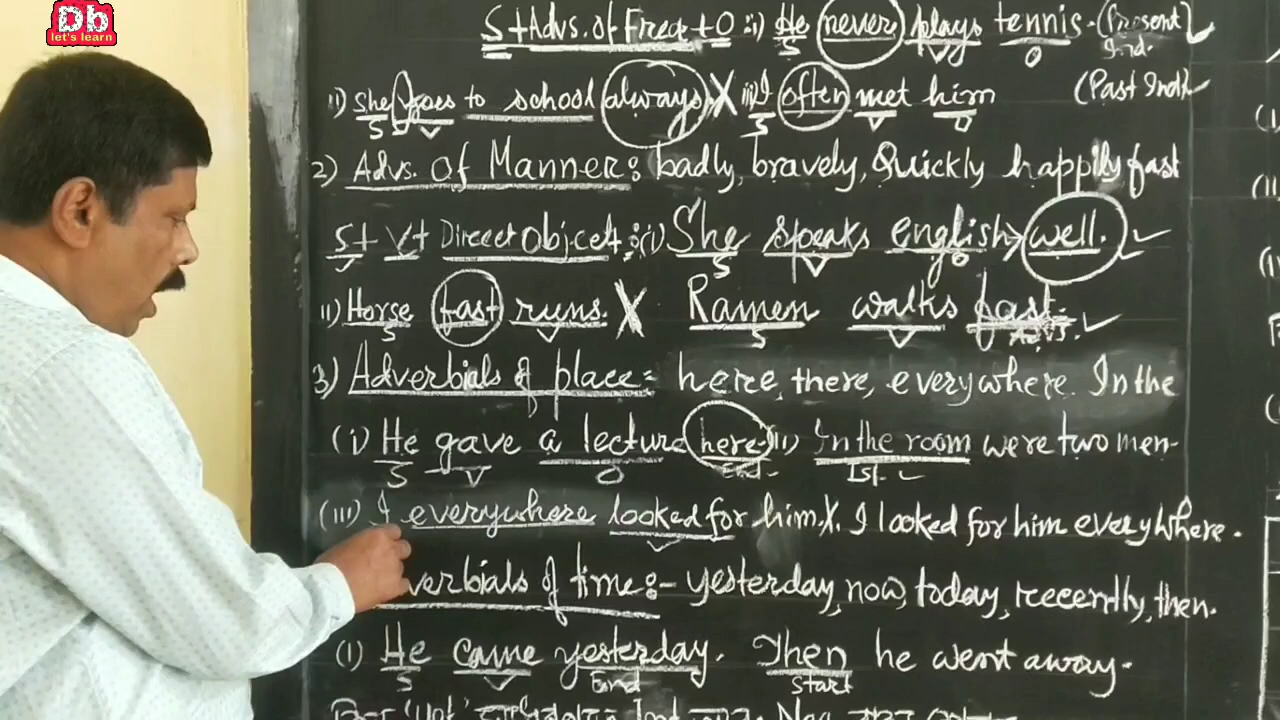 Db
let's learn
S + Advs. of Freq + O :i) He never plays tennis - (Present Ind.
S V O
ii) She goes to school always X iii) I often met him (Past Ind)
S V S V O
2) Advs. of Manner: badly, bravely, Quickly happily fast
S + V + Direct object :(i) She speaks english well.
S V O
ii) Horse fast runs. X Ramen walks fast
S V S V Advs.
3) Adverbials of place: here, there, everywhere. In the
(i) He gave a lecture here ii) In the room were two men-
S V O End- Ist.
(iii) I everywhere looked for him X. I looked for him everywhere.
verbials of time:- yesterday, now, today, recently, then.
(i) He came yesterday. Then he went away.
S V End Start